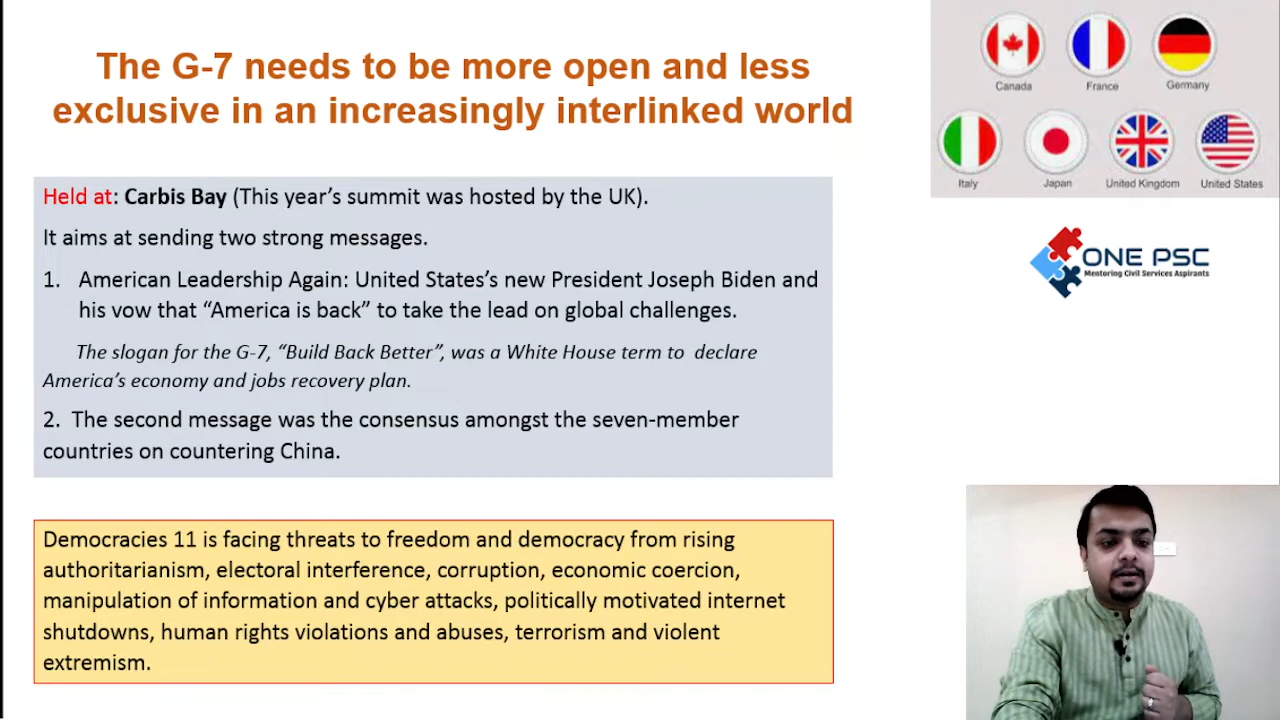 The G-7 needs to be more open and less
exclusive in an increasingly interlinked world
Canada
France
Germany
Italy
Japan
United Kingdom
United States
ONE PSC
Mentoring Civil Services Aspirants
Held at: Carbis Bay (This year’s summit was hosted by the UK).
It aims at sending two strong messages.
1. American Leadership Again: United States’s new President Joseph Biden and
his vow that “America is back” to take the lead on global challenges.
The slogan for the G-7, “Build Back Better”, was a White House term to declare
America’s economy and jobs recovery plan.
2. The second message was the consensus amongst the seven-member
countries on countering China.
Democracies 11 is facing threats to freedom and democracy from rising
authoritarianism, electoral interference, corruption, economic coercion,
manipulation of information and cyber attacks, politically motivated internet
shutdowns, human rights violations and abuses, terrorism and violent
extremism.